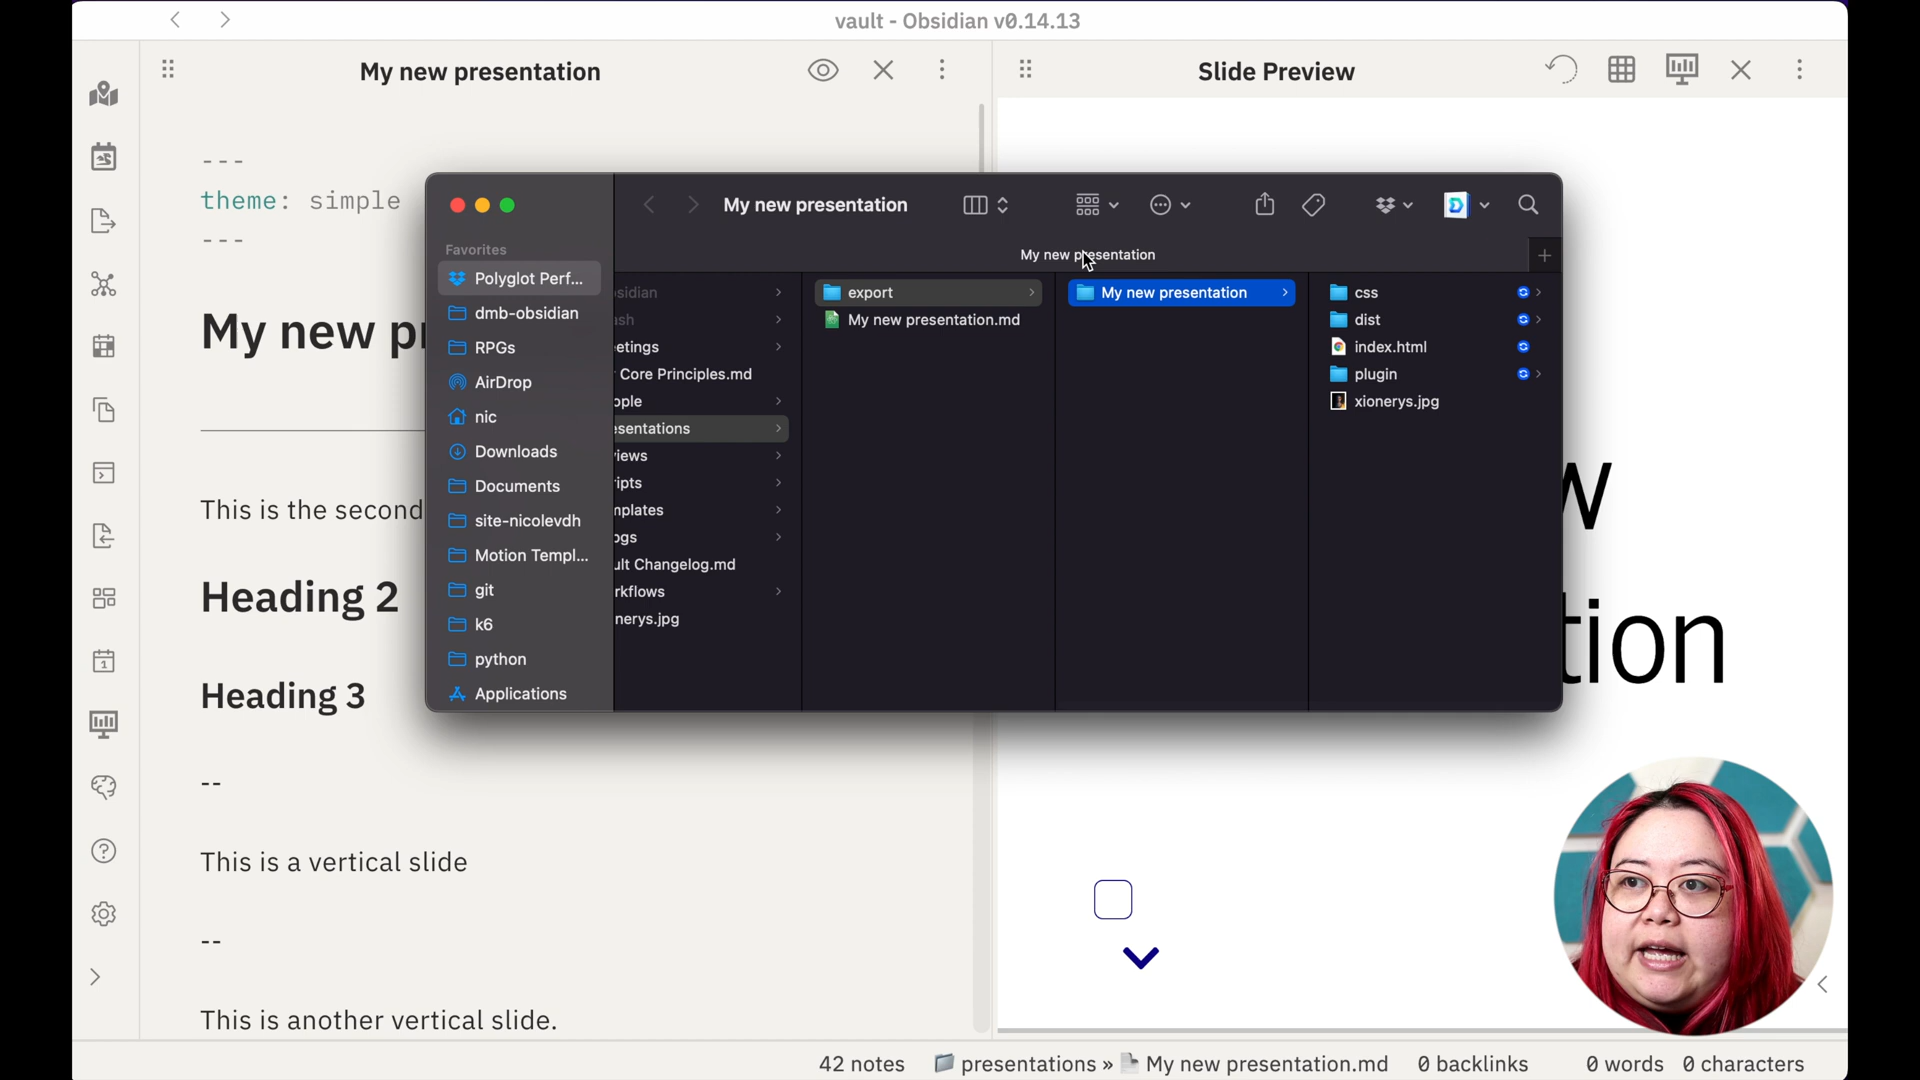 vault - Obsidian v0.14.13
My new presentation
Slide Preview
---
theme: simple
---
My new pr
This is the second
Heading 2
Heading 3
--
This is a vertical slide
--
This is another vertical slide.
My new presentation
My new presentation
Favorites
Polyglot Perf...
dmb-obsidian
RPGs
AirDrop
nic
Downloads
Documents
site-nicolevdh
Motion Templ...
git
k6
python
Applications
sidian
ash
etings
Core Principles.md
ople
esentations
iews
ipts
mplates
ogs
ult Changelog.md
rkflows
nerys.jpg
export
My new presentation.md
My new presentation
css
dist
index.html
plugin
xionerys.jpg
w
tion
42 notes
presentations » My new presentation.md
0 backlinks
0 words
0 characters